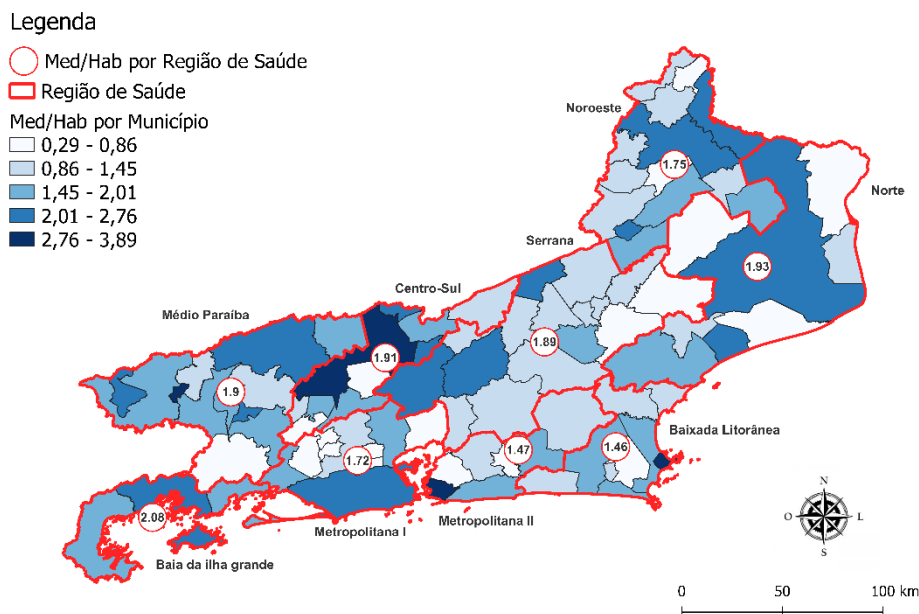 Legenda
Med/Hab por Região de Saúde
Região de Saúde
Med/Hab por Município
0,29 - 0,86
0,86 - 1,45
1,45 - 2,01
2,01 - 2,76
2,76 - 3,89
Noroeste
1.75
Norte
Serrana
1.93
Centro-Sul
Médio Paraíba
1.89
1.91
1.9
Baixada Litorânea
1.46
1.47
1.72
N
O
L
S
2.08
Metropolitana I
Metropolitana II
Baia da ilha grande
0 50 100 km